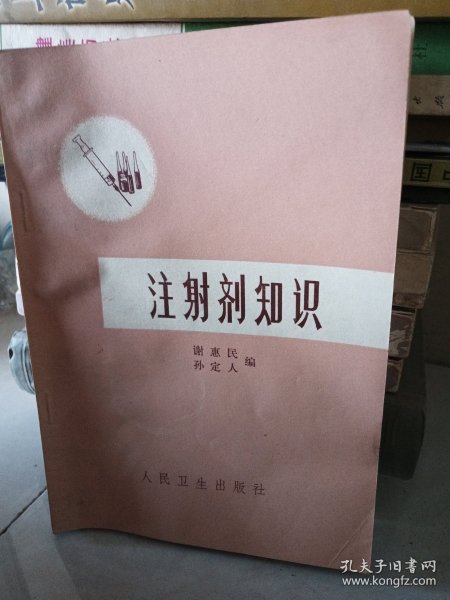 注射剂知识
谢惠民
孙定人 编
人民卫生出版社
孔夫子旧书网
www.kongfz.com